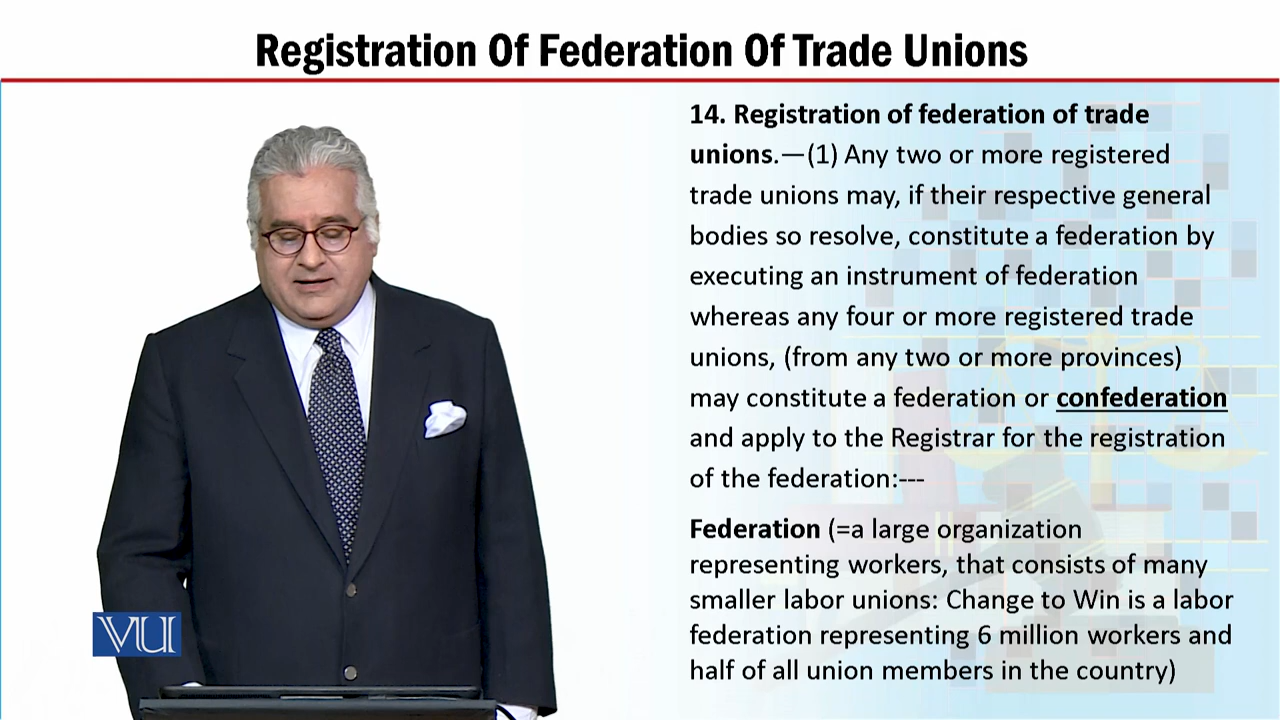 Registration Of Federation Of Trade Unions
14. Registration of federation of trade
unions.—(1) Any two or more registered
trade unions may, if their respective general
bodies so resolve, constitute a federation by
executing an instrument of federation
whereas any four or more registered trade
unions, (from any two or more provinces)
may constitute a federation or confederation
and apply to the Registrar for the registration
of the federation:---
Federation (=a large organization
representing workers, that consists of many
smaller labor unions: Change to Win is a labor
federation representing 6 million workers and
half of all union members in the country)
VU